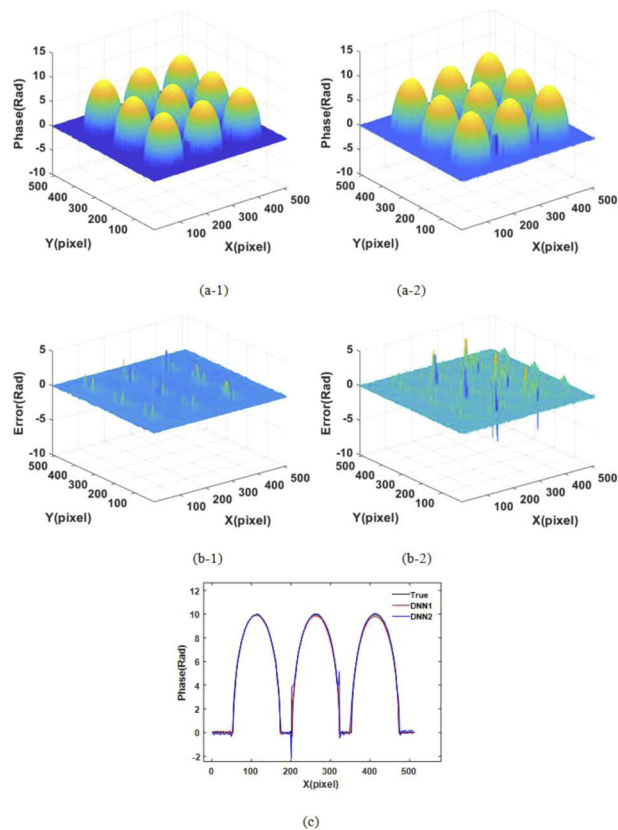 15
10
5
0
-5
-10
Phase(Rad)
500
400
300
200
100
Y(pixel)
100
200
300
400
500
X(pixel)
(a-1)
15
10
5
0
-5
-10
Phase(Rad)
500
400
300
200
100
Y(pixel)
100
200
300
400
500
X(pixel)
(a-2)
5
0
-5
-10
Error(Rad)
500
400
300
200
100
Y(pixel)
100
200
300
400
500
X(pixel)
(b-1)
5
0
-5
-10
Error(Rad)
500
400
300
200
100
Y(pixel)
100
200
300
400
500
X(pixel)
(b-2)
12
10
8
6
4
2
0
-2
Phase(Rad)
True
DNN1
DNN2
0 100 200 300 400 500
X(pixel)
(c)